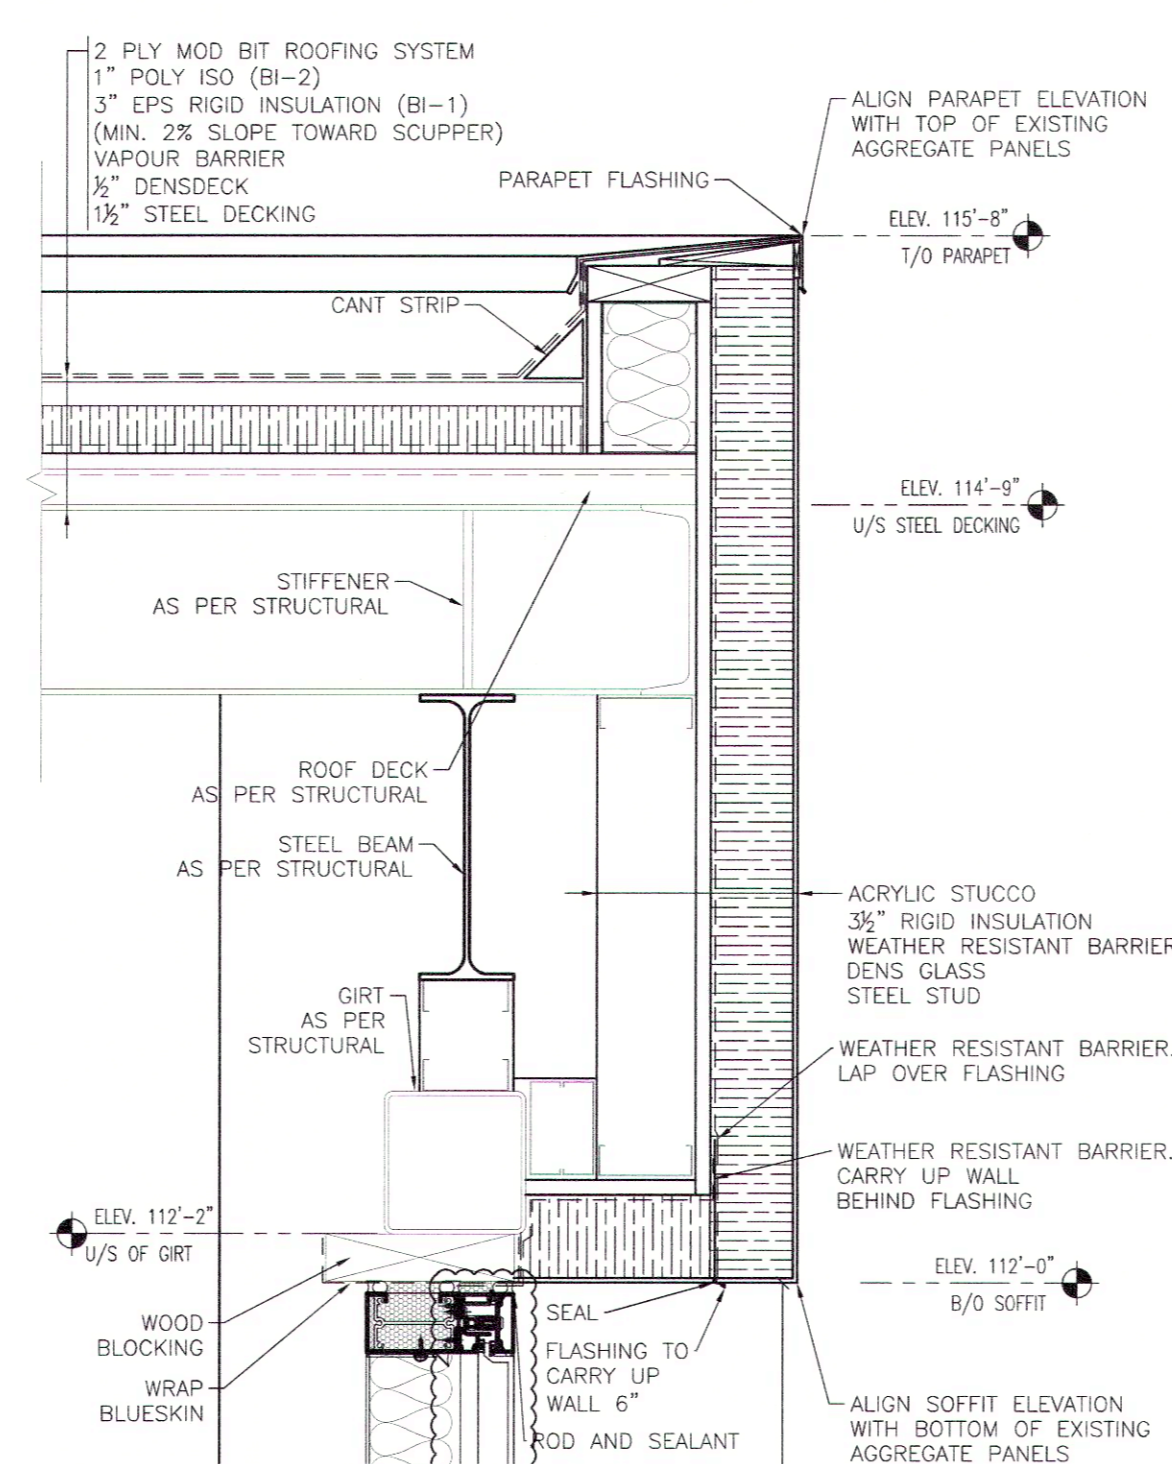 2 PLY MOD BIT ROOFING SYSTEM
1" POLY ISO (BI-2)
3" EPS RIGID INSULATION (BI-1)
(MIN. 2% SLOPE TOWARD SCUPPER)
VAPOUR BARRIER
½" DENSDECK
1½" STEEL DECKING
ALIGN PARAPET ELEVATION
WITH TOP OF EXISTING
AGGREGATE PANELS
PARAPET FLASHING
ELEV. 115'-8"
T/O PARAPET
CANT STRIP
ELEV. 114'-9"
U/S STEEL DECKING
STIFFENER
AS PER STRUCTURAL
ROOF DECK
AS PER STRUCTURAL
STEEL BEAM
AS PER STRUCTURAL
ACRYLIC STUCCO
3½" RIGID INSULATION
WEATHER RESISTANT BARRIER
DENS GLASS
STEEL STUD
GIRT
AS PER
STRUCTURAL
WEATHER RESISTANT BARRIER.
LAP OVER FLASHING
WEATHER RESISTANT BARRIER.
CARRY UP WALL
BEHIND FLASHING
ELEV. 112'-2"
U/S OF GIRT
ELEV. 112'-0"
B/O SOFFIT
SEAL
WOOD
BLOCKING
FLASHING TO
CARRY UP
WALL 6"
WRAP
BLUESKIN
ROD AND SEALANT
ALIGN SOFFIT ELEVATION
WITH BOTTOM OF EXISTING
AGGREGATE PANELS